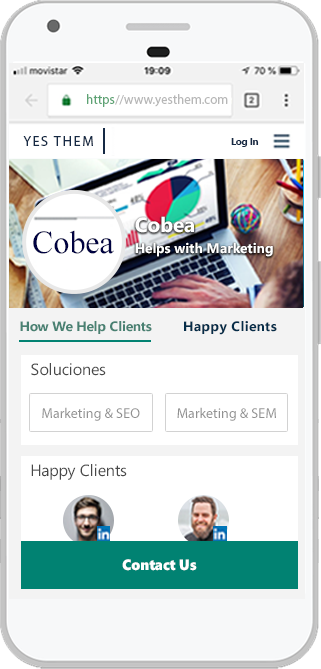 movistar 19:09 70 %
https://www.yesthem.com 2
YES THEM Log In
Cobea
Cobea
Helps with Marketing
How We Help Clients Happy Clients
Soluciones
Marketing & SEO Marketing & SEM
Happy Clients
in in
Contact Us